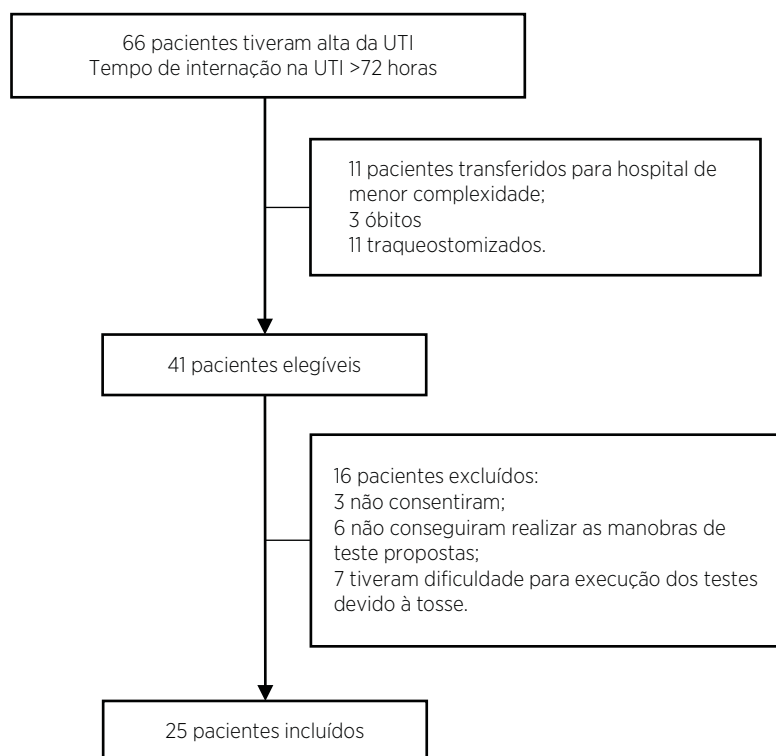 66 pacientes tiveram alta da UTI
Tempo de internação na UTI >72 horas
11 pacientes transferidos para hospital de
menor complexidade;
3 óbitos
11 traqueostomizados.
41 pacientes elegíveis
16 pacientes excluídos:
3 não consentiram;
6 não conseguiram realizar as manobras de
teste propostas;
7 tiveram dificuldade para execução dos testes
devido à tosse.
25 pacientes incluídos